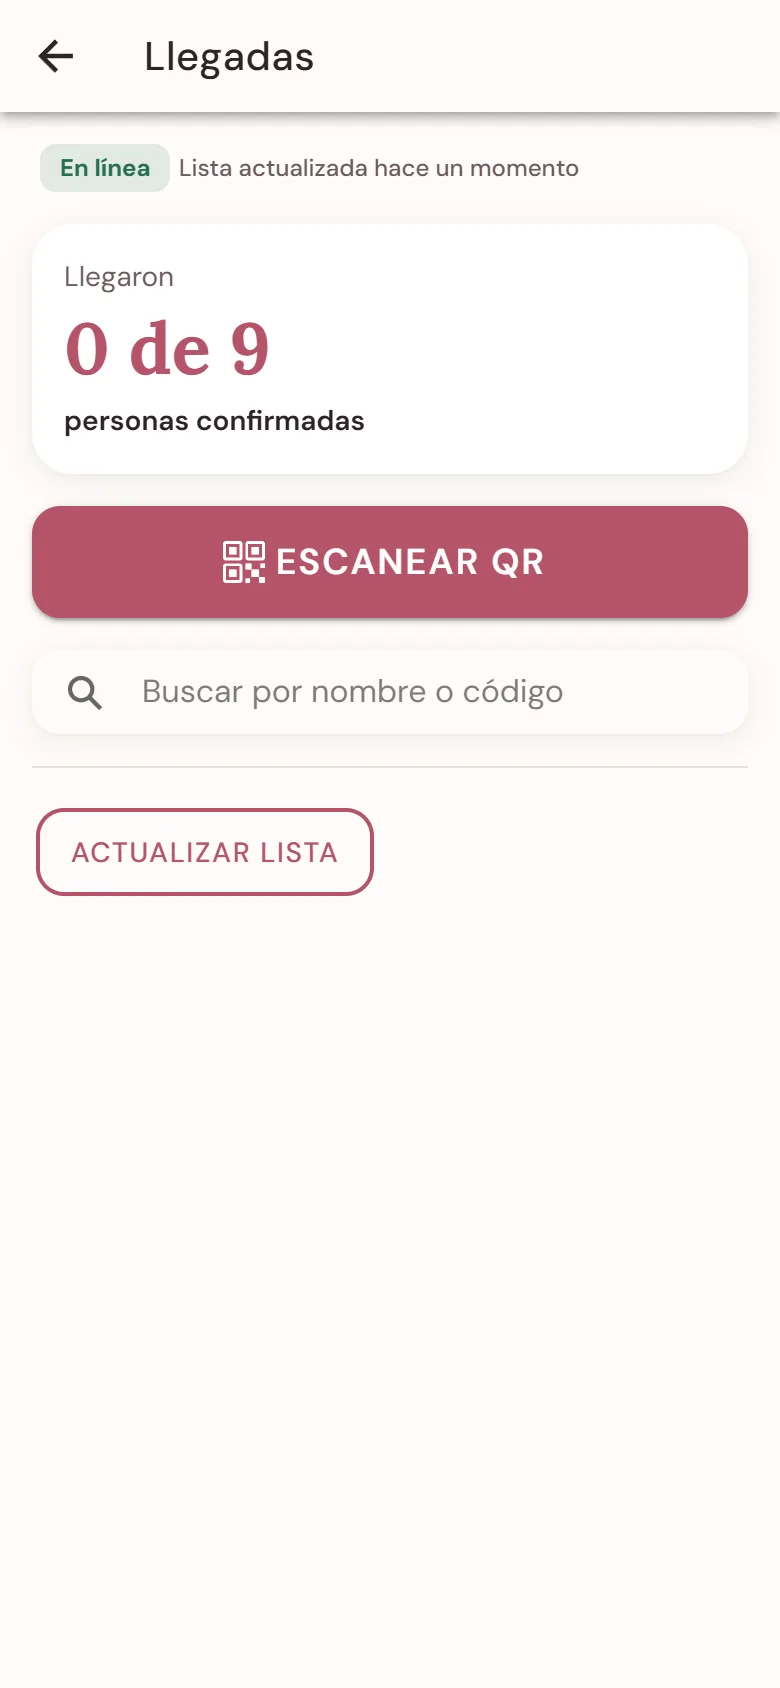 Llegadas
En línea Lista actualizada hace un momento
Llegaron
0 de 9
personas confirmadas
ESCANEAR QR
Buscar por nombre o código
ACTUALIZAR LISTA